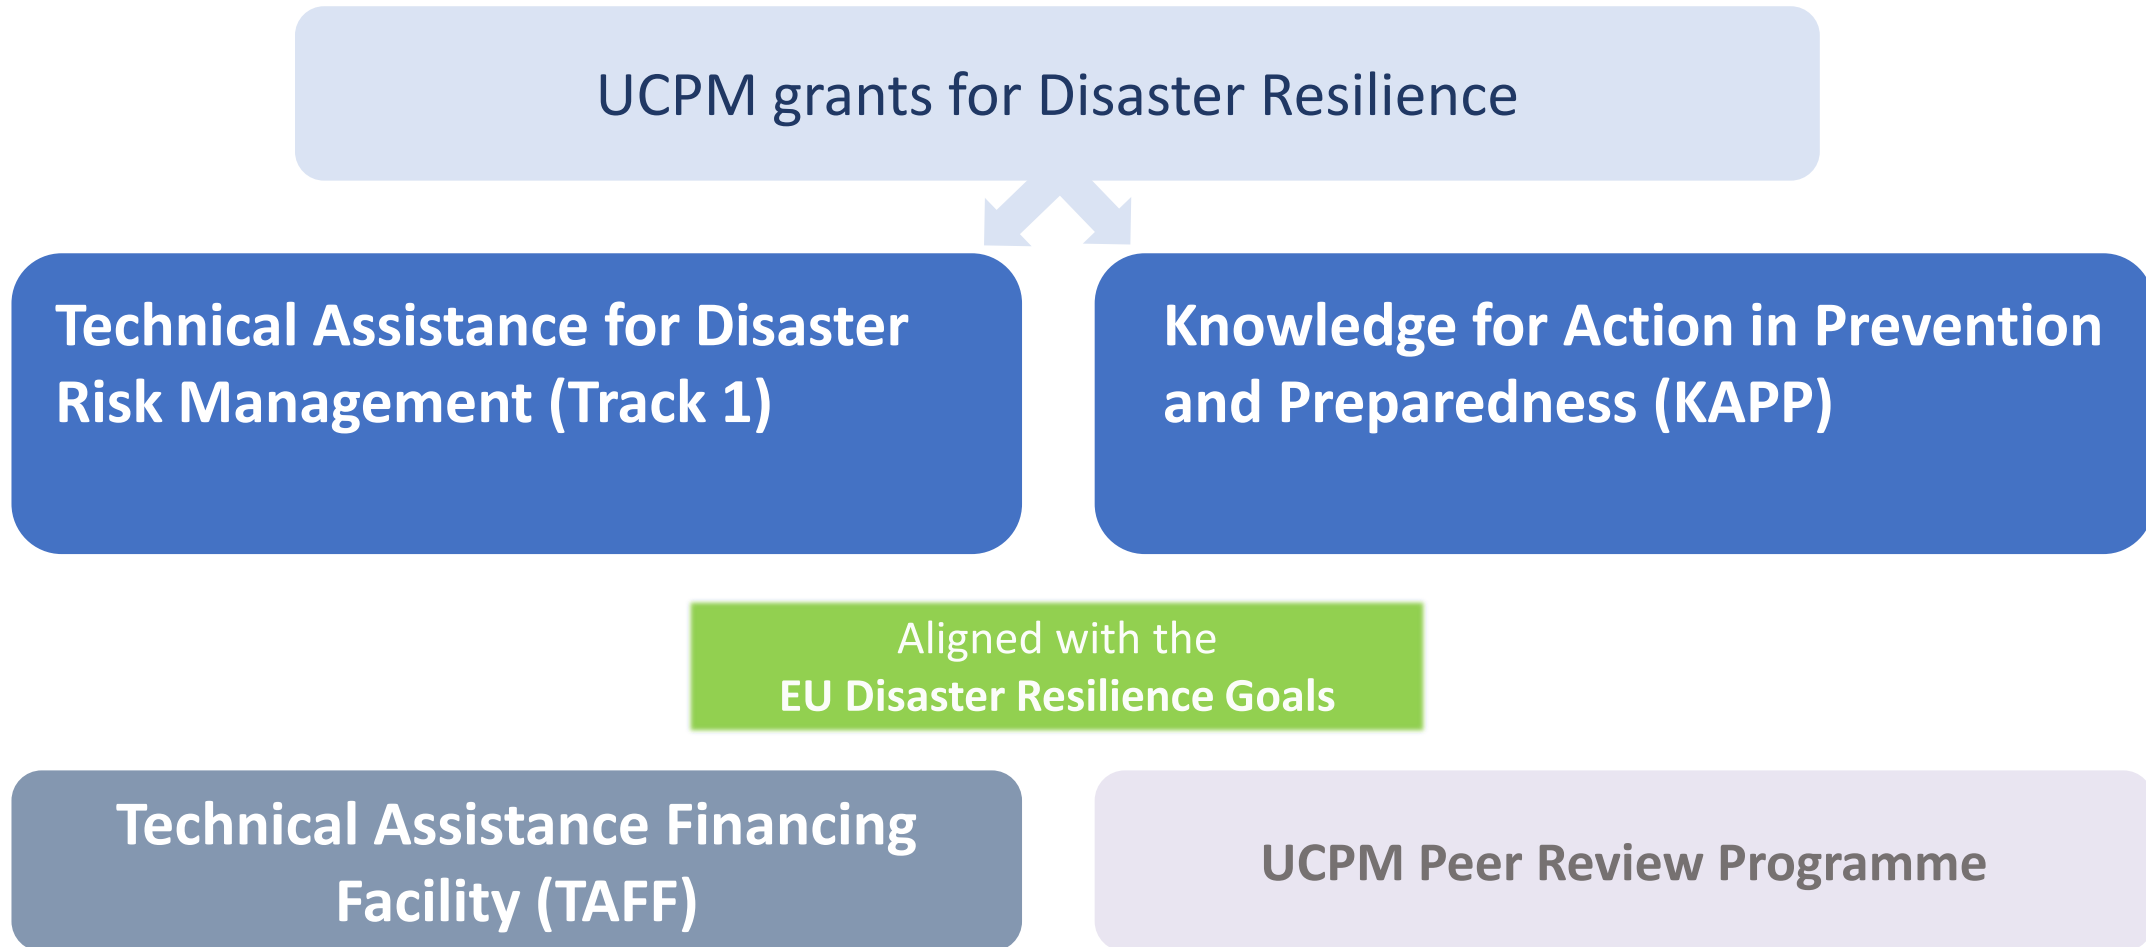 UCPM grants for Disaster Resilience
Technical Assistance for Disaster
Risk Management (Track 1)
Knowledge for Action in Prevention
and Preparedness (KAPP)
Aligned with the
EU Disaster Resilience Goals
Technical Assistance Financing
Facility (TAFF)
UCPM Peer Review Programme